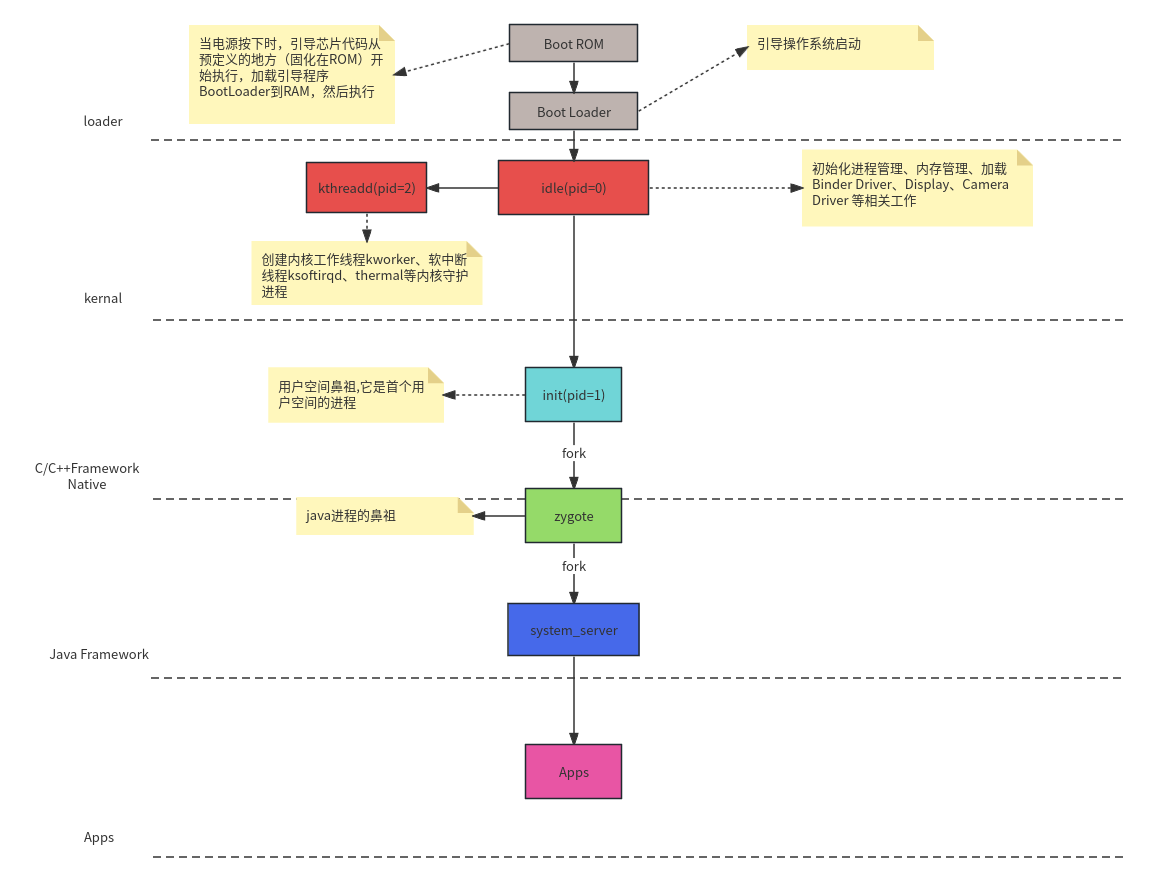 当电源按下时，引导芯片代码从
预定义的地方（固化在ROM）开
始执行，加载引导程序
BootLoader到RAM，然后执行
Boot ROM
引导操作系统启动
Boot Loader
loader
kthreadd(pid=2)
idle(pid=0)
初始化进程管理、内存管理、加载
Binder Driver、Display、Camera
Driver 等相关工作
创建内核工作线程kworker、软中断
线程ksoftirqd、thermal等内核守护
进程
kernal
用户空间鼻祖,它是首个用
户空间的进程
init(pid=1)
fork
C/C++Framework
Native
java进程的鼻祖
zygote
fork
system_server
Java Framework
Apps
Apps